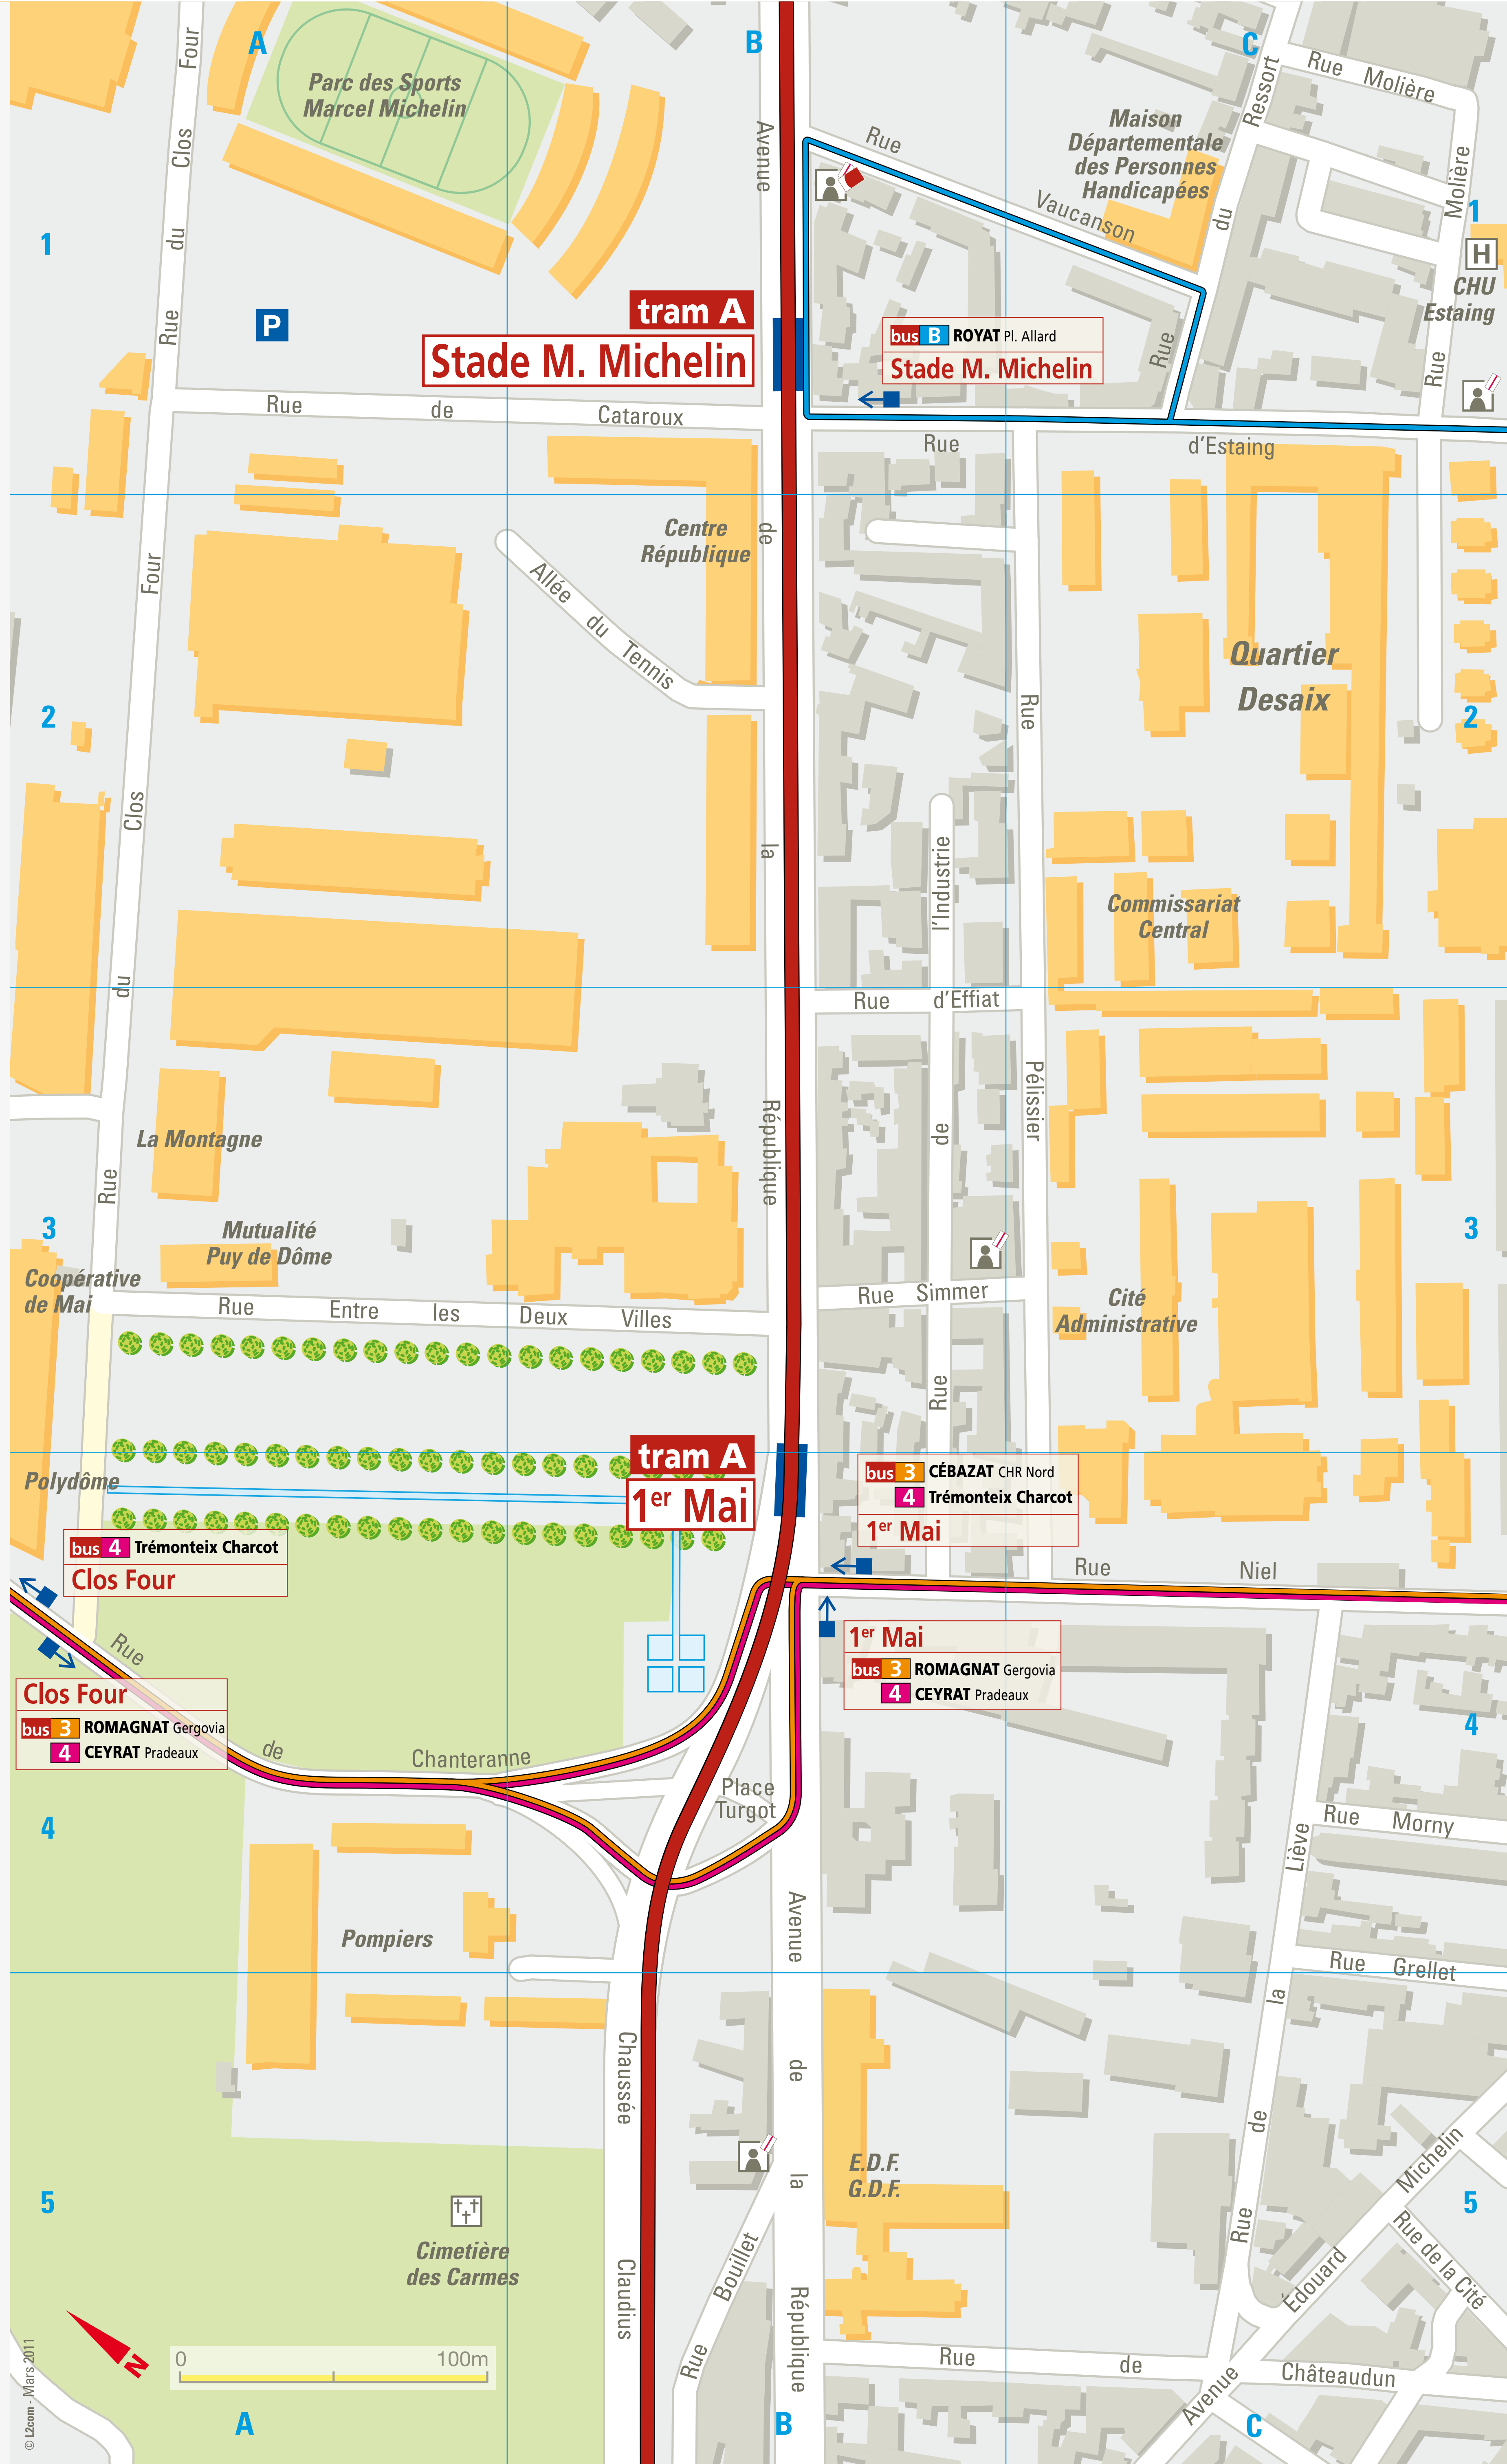 A
B
C
Rue du Clos Four
Parc des Sports
Marcel Michelin
Avenue
Rue Vaucanson
Maison
Départementale
des Personnes
Handicapées
Rue du Ressort
Rue Molière
Rue Molière
1
1
H
CHU
Estaing
P
tram A
Stade M. Michelin
bus B ROYAT Pl. Allard
Stade M. Michelin
Rue de Cataroux
Rue d'Estaing
Centre
République
de
Allée du Tennis
Quartier
Desaix
2
2
Rue du Clos Four
Rue Pélissier
la
Rue de l'Industrie
Commissariat
Central
Rue d'Effiat
République
La Montagne
Mutualité
Puy de Dôme
3
3
Coopérative
de Mai
Rue Entre les Deux Villes
Rue Simmer
Cité
Administrative
Polydôme
tram A
1er Mai
bus 3 CÉBAZAT CHR Nord
4 Trémonteix Charcot
1er Mai
bus 4 Trémonteix Charcot
Clos Four
Rue Niel
1er Mai
bus 3 ROMAGNAT Gergovia
4 CEYRAT Pradeaux
Clos Four
bus 3 ROMAGNAT Gergovia
4 CEYRAT Pradeaux
Rue de Chanteranne
Place
Turgot
4
4
Rue Morny
Rue de la Liève
Pompiers
Avenue de la République
Rue Grellet
Chaussée Claudius
E.D.F.
G.D.F.
5
5
Cimetière
des Carmes
Rue Bouillet
Avenue Édouard Michelin
Rue de la Cité
Rue de Châteaudun
N
0 100m
© L2com - Mars 2011
A
B
C